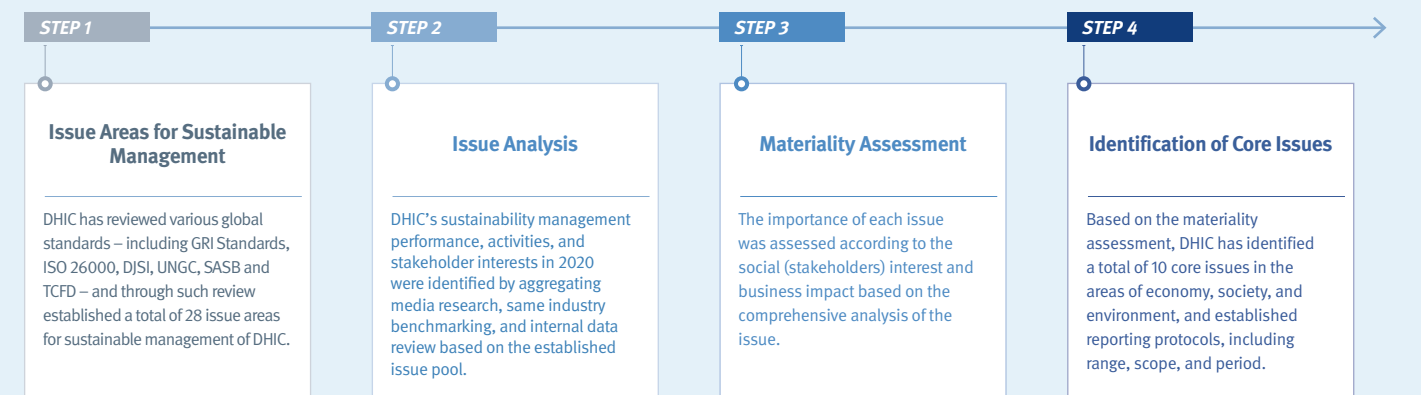 STEP 1
STEP 2
STEP 3
STEP 4
Issue Areas for Sustainable
Management
DHIC has reviewed various global
standards – including GRI Standards,
ISO 26000, DJSI, UNGC, SASB and
TCFD – and through such review
established a total of 28 issue areas
for sustainable management of DHIC.
Issue Analysis
DHIC's sustainability management
performance, activities, and
stakeholder interests in 2020
were identified by aggregating
media research, same industry
benchmarking, and internal data
review based on the established
issue pool.
Materiality Assessment
The importance of each issue
was assessed according to the
social (stakeholders) interest and
business impact based on the
comprehensive analysis of the
issue.
Identification of Core Issues
Based on the materiality
assessment, DHIC has identified
a total of 10 core issues in the
areas of economy, society, and
environment, and established
reporting protocols, including
range, scope, and period.